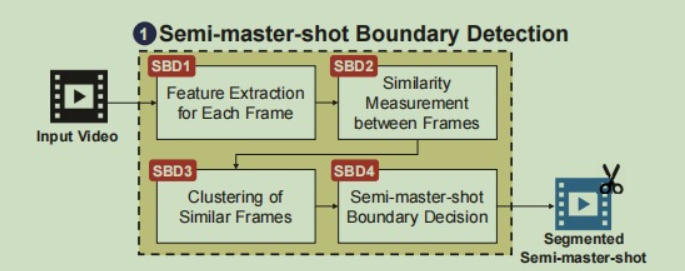 1 Semi-master-shot Boundary Detection
SBD1
Feature Extraction
for Each Frame
SBD2
Similarity
Measurement
between Frames
Input Video
SBD3
Clustering of
Similar Frames
SBD4
Semi-master-shot
Boundary Decision
Segmented
Semi-master-shot